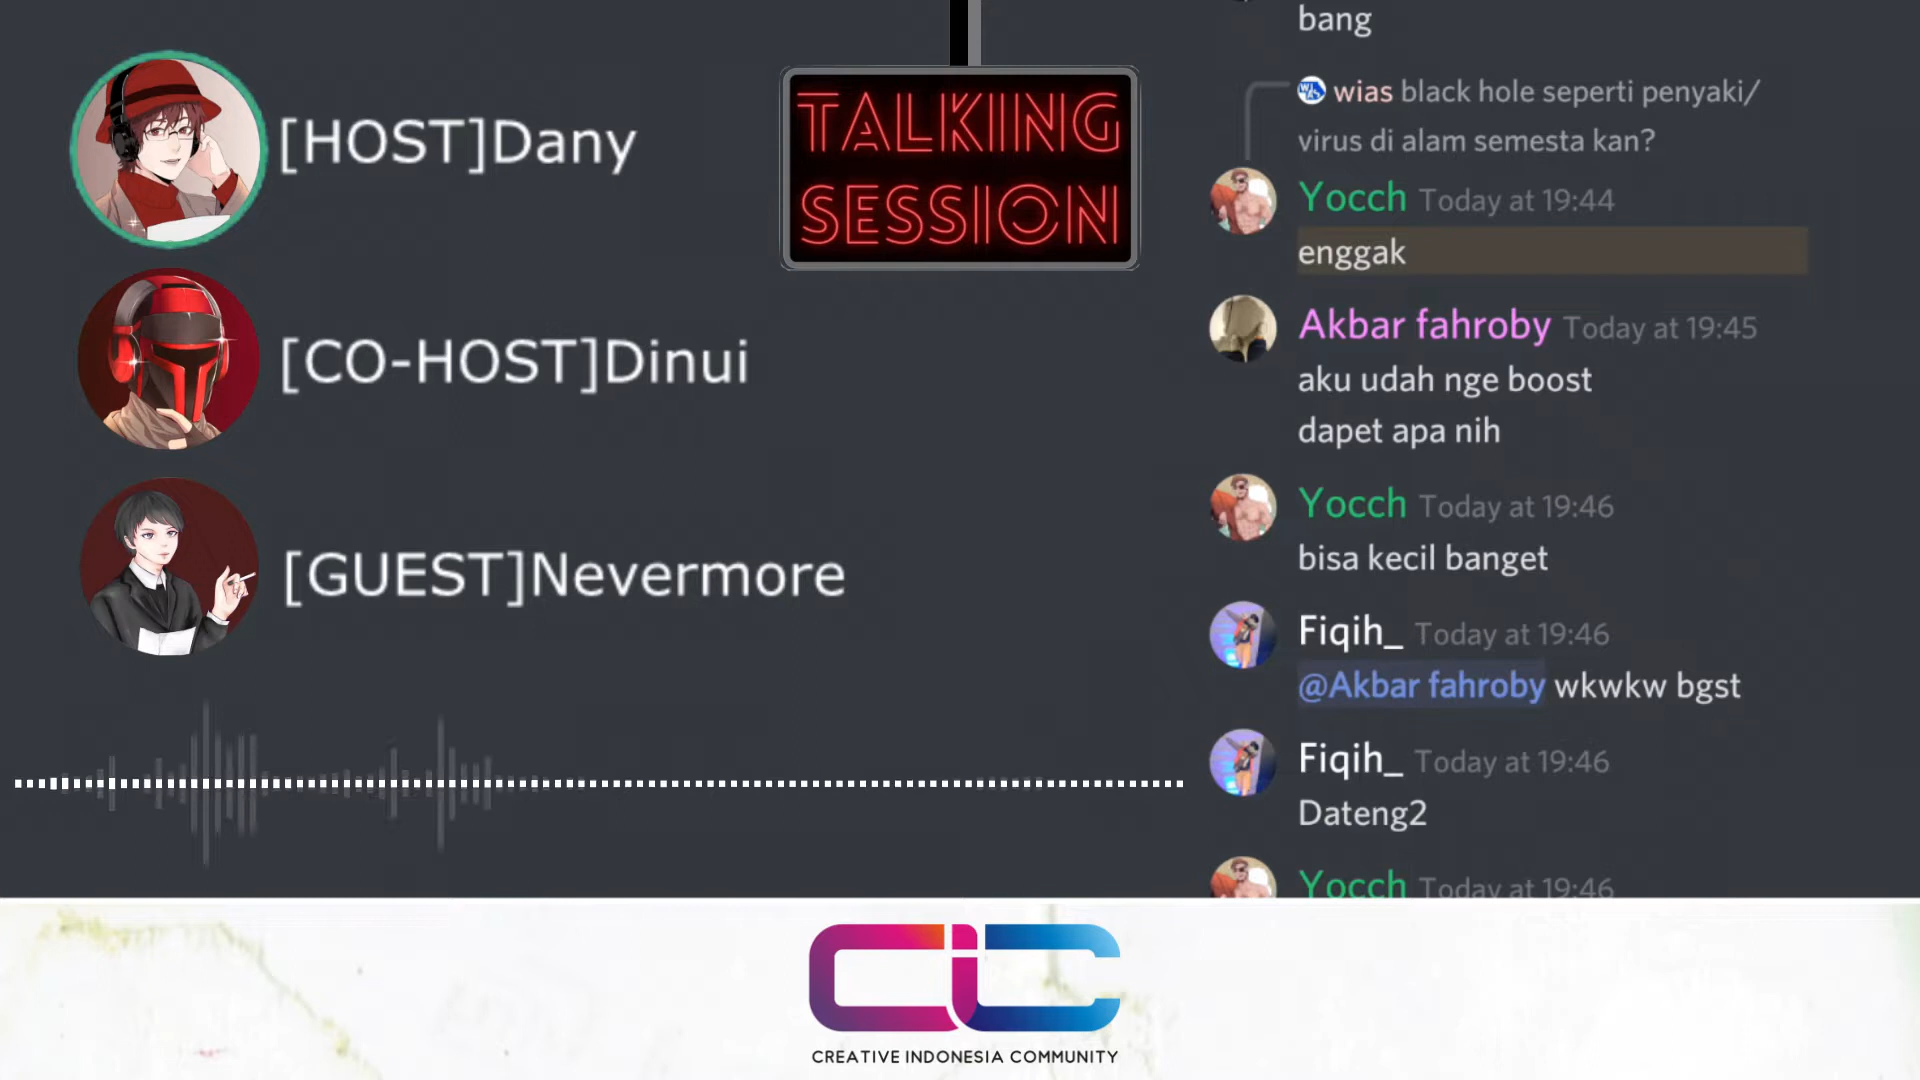 [HOST]Dany
[CO-HOST]Dinui
[GUEST]Nevermore
TALKING
SESSION
bang
wias black hole seperti penyaki/
virus di alam semesta kan?
Yocch Today at 19:44
enggak
Akbar fahroby Today at 19:45
aku udah nge boost
dapet apa nih
Yocch Today at 19:46
bisa kecil banget
Fiqih_ Today at 19:46
@Akbar fahroby wkwkw bgst
Fiqih_ Today at 19:46
Dateng2
Yocch Today at 19:46
CIC
CREATIVE INDONESIA COMMUNITY